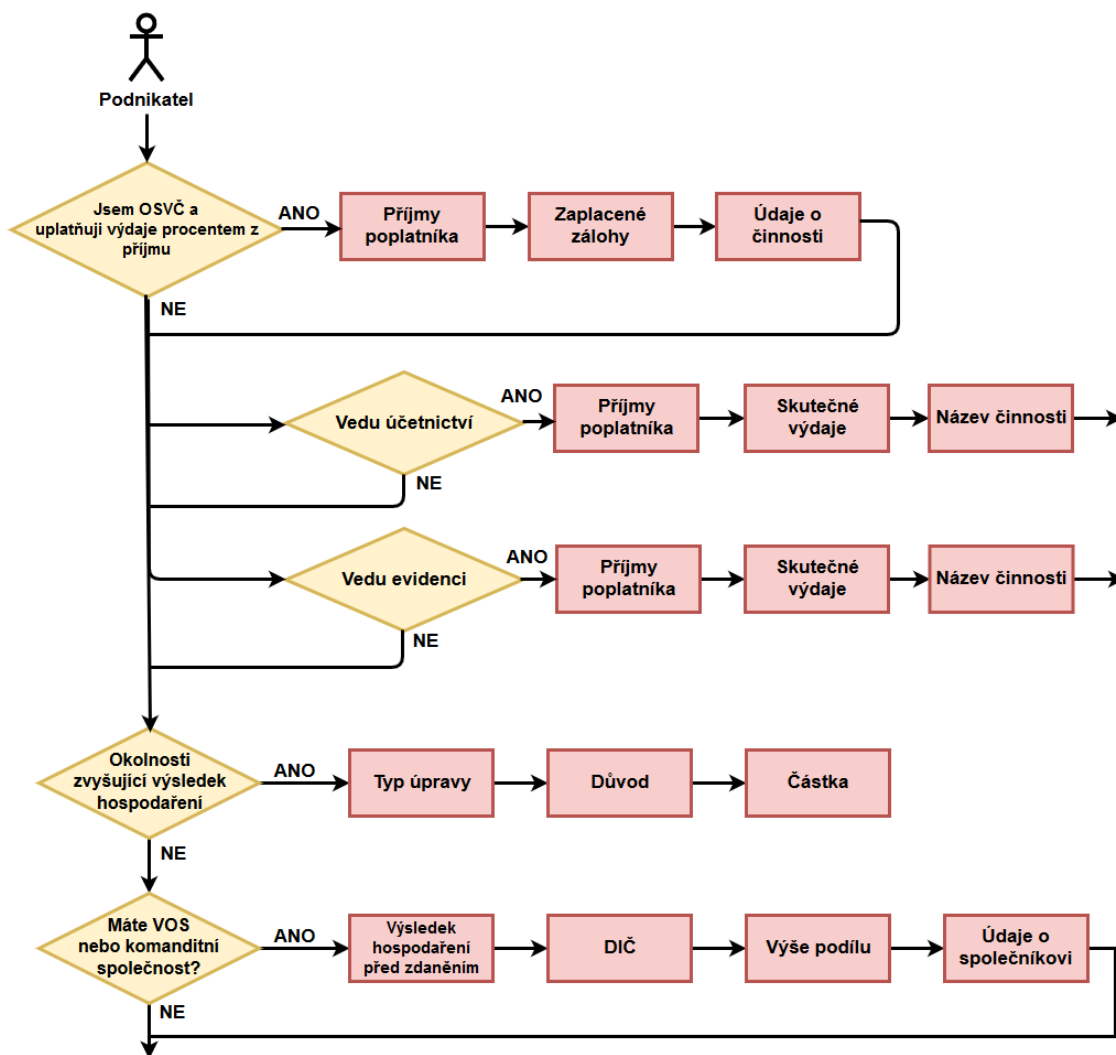 Podnikatel
Jsem OSVČ a
uplatňuji výdaje procentem z
příjmu
ANO
Příjmy
poplatníka
Zaplacené
zálohy
Údaje o
činnosti
NE
Vedu účetnictví
ANO
Příjmy
poplatníka
Skutečné
výdaje
Název činnosti
NE
Vedu evidenci
ANO
Příjmy
poplatníka
Skutečné
výdaje
Název činnosti
NE
Okolnosti
zvyšující výsledek
hospodaření
ANO
Typ úpravy
Důvod
Částka
NE
Máte VOS
nebo komanditní
společnost?
ANO
Výsledek
hospodaření
před zdaněním
DIČ
Výše podílu
Údaje o
společníkovi
NE